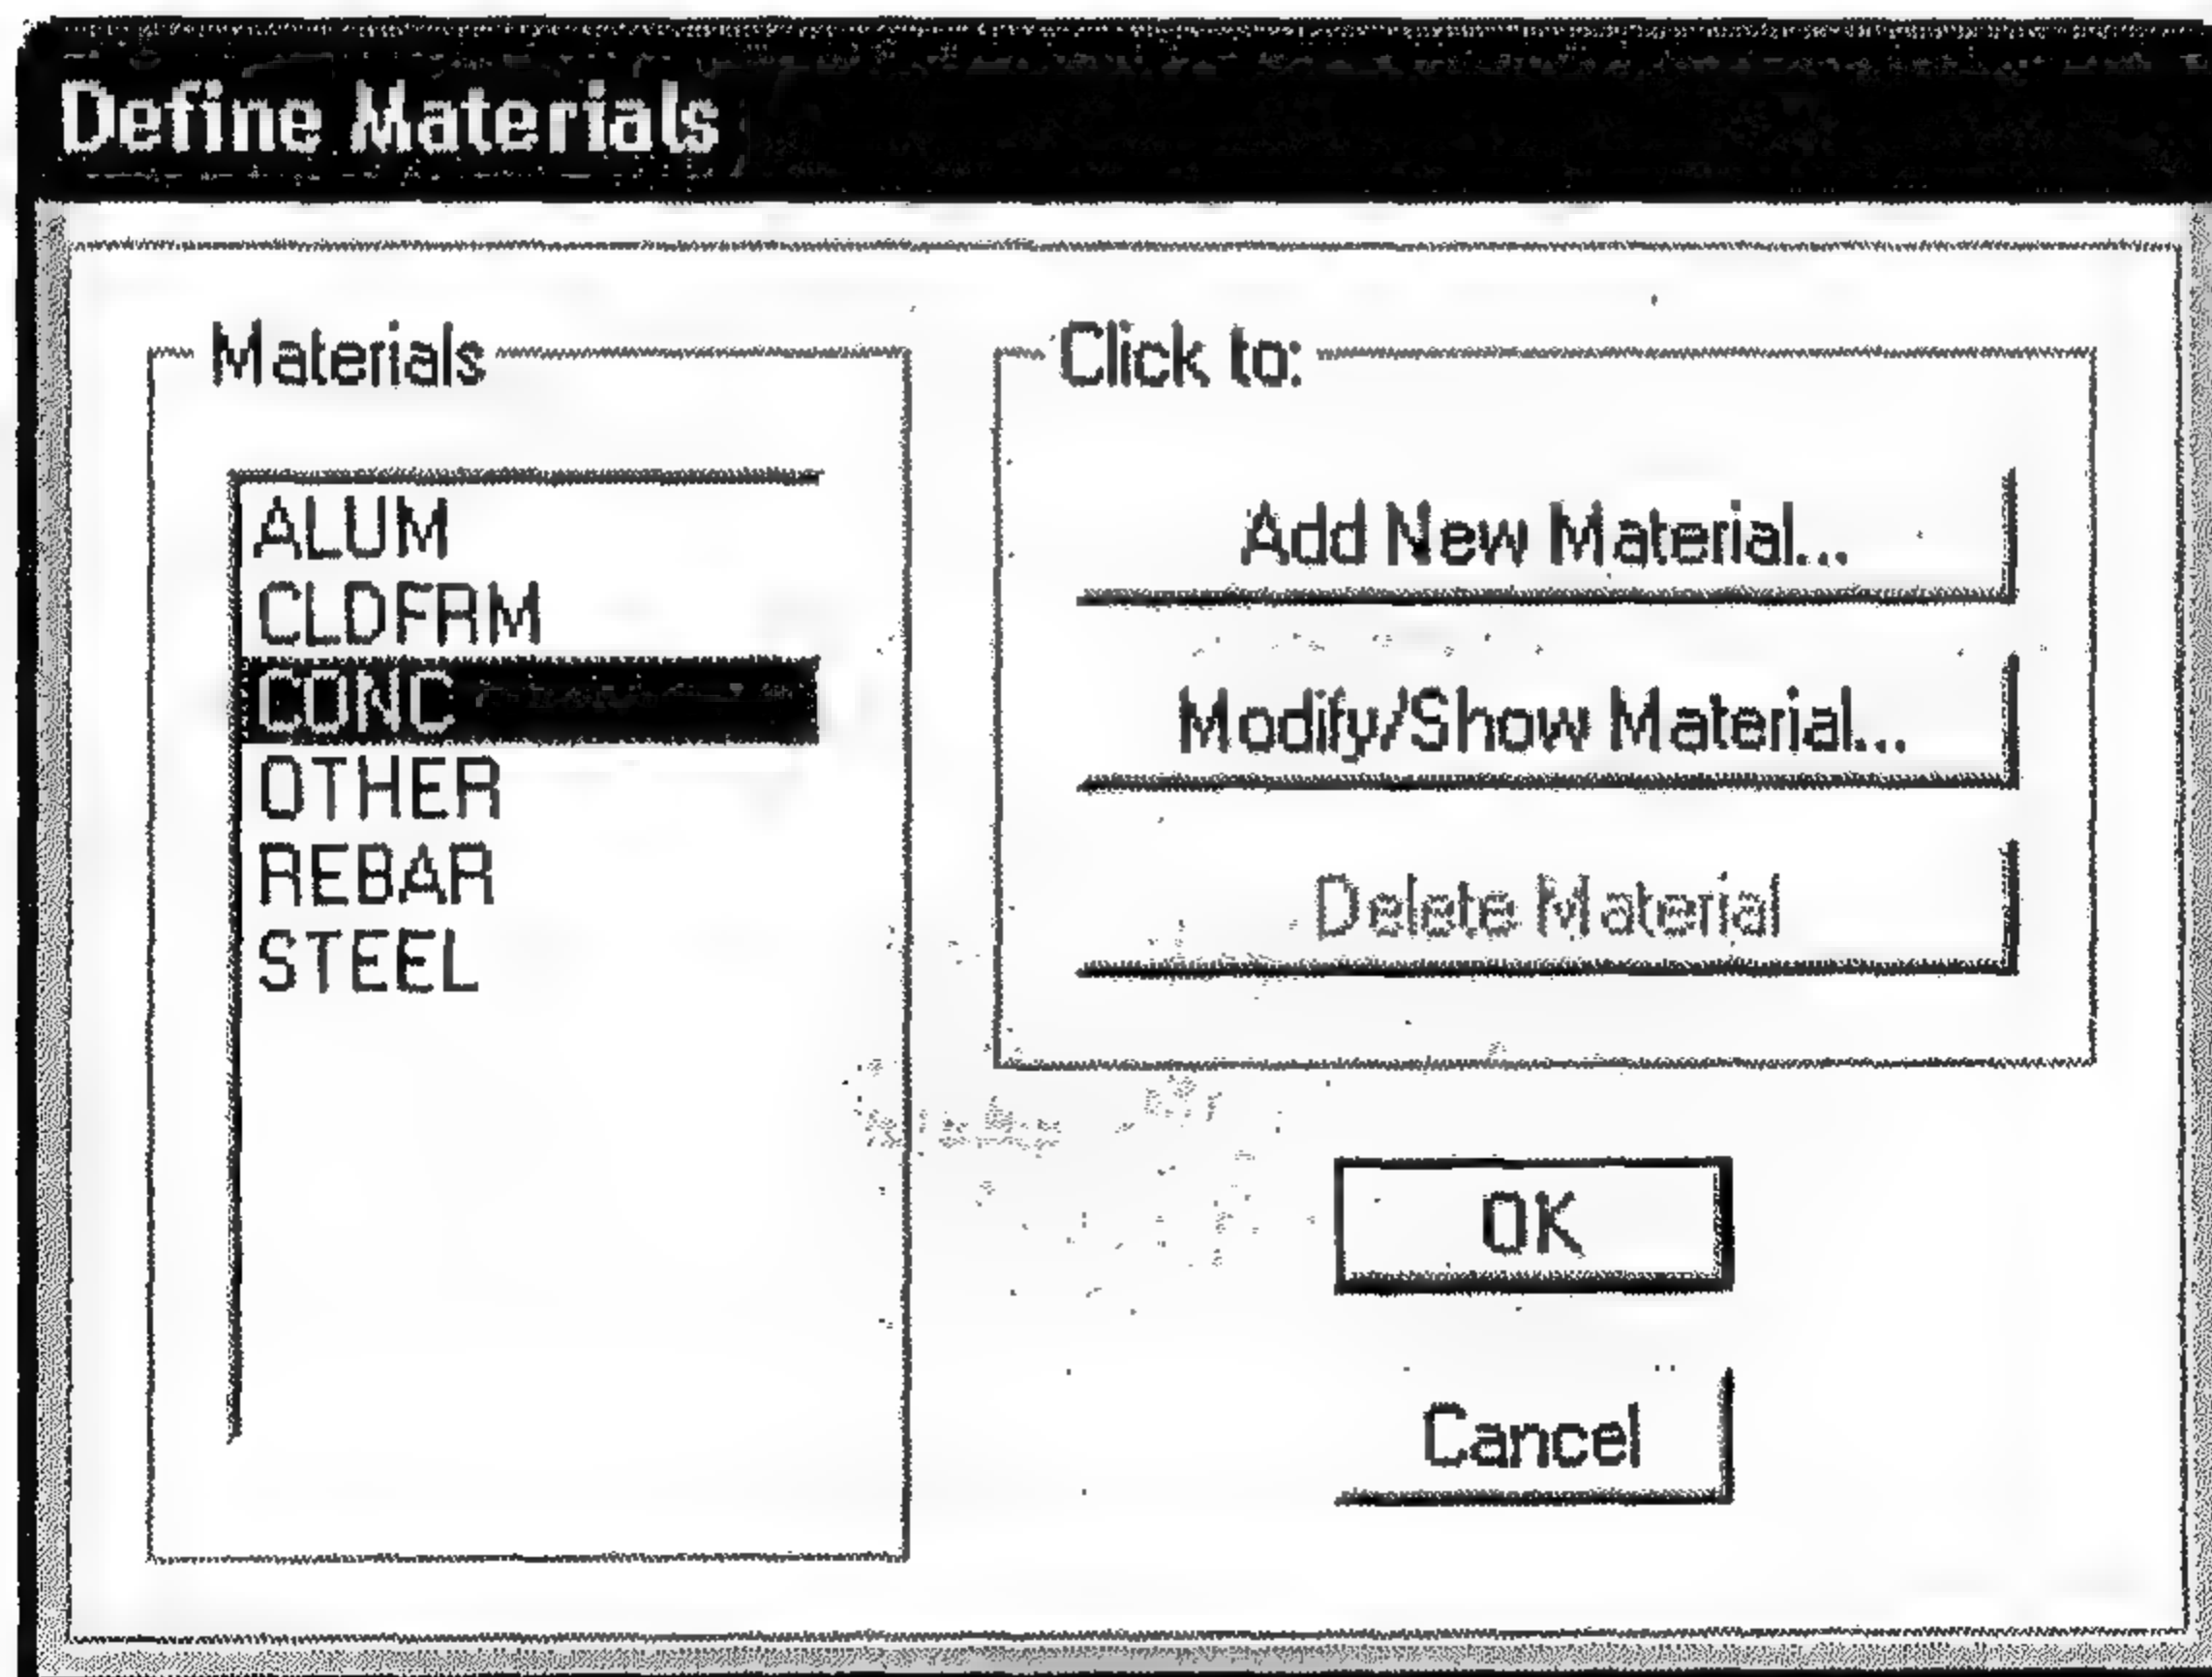 Define Materials
Materials
ALUM
CLDFRM
CONC
OTHER
REBAR
STEEL
Click to:
Add New Material...
Modify/Show Material...
Delete Material
OK
Cancel